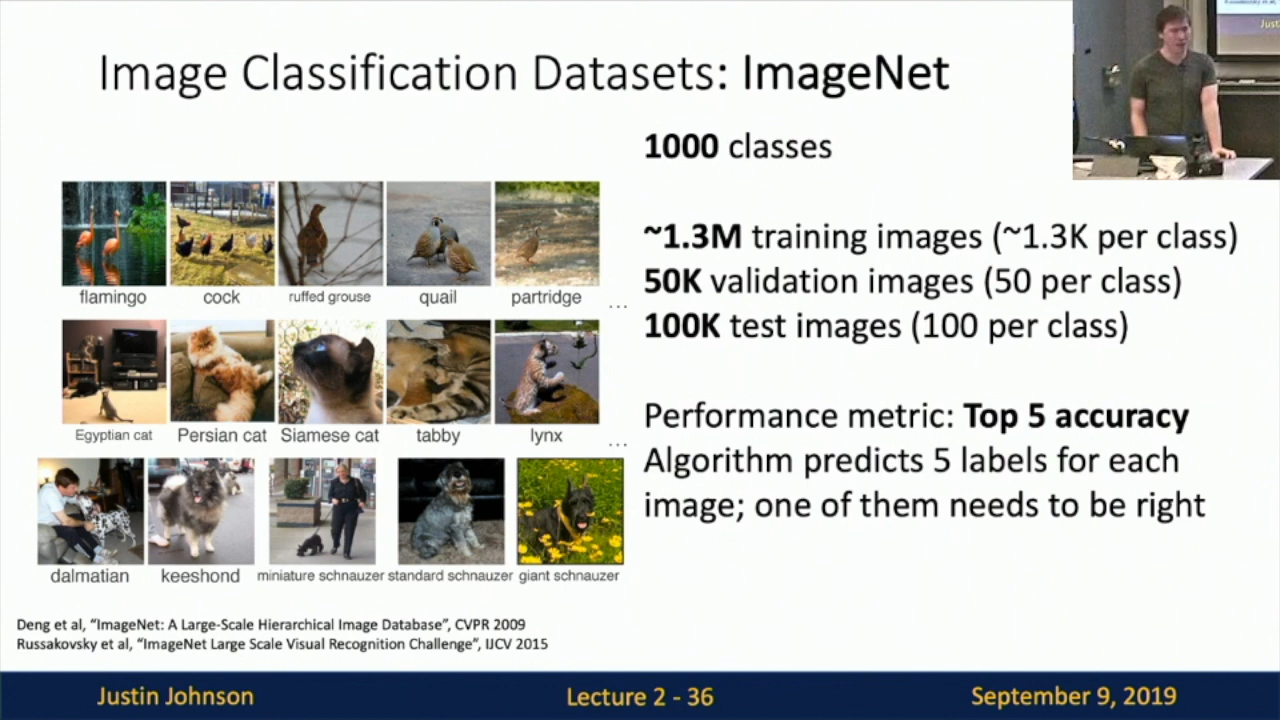 Image Classification Datasets: ImageNet
1000 classes
~1.3M training images (~1.3K per class)
50K validation images (50 per class)
100K test images (100 per class)
Performance metric: Top 5 accuracy
Algorithm predicts 5 labels for each
image; one of them needs to be right
flamingo cock ruffed grouse quail partridge ...
Egyptian cat Persian cat Siamese cat tabby lynx ...
dalmatian keeshond miniature schnauzer standard schnauzer giant schnauzer
Deng et al, “ImageNet: A Large-Scale Hierarchical Image Database”, CVPR 2009
Russakovsky et al, “ImageNet Large Scale Visual Recognition Challenge”, IJCV 2015
Justin Johnson Lecture 2 - 36 September 9, 2019